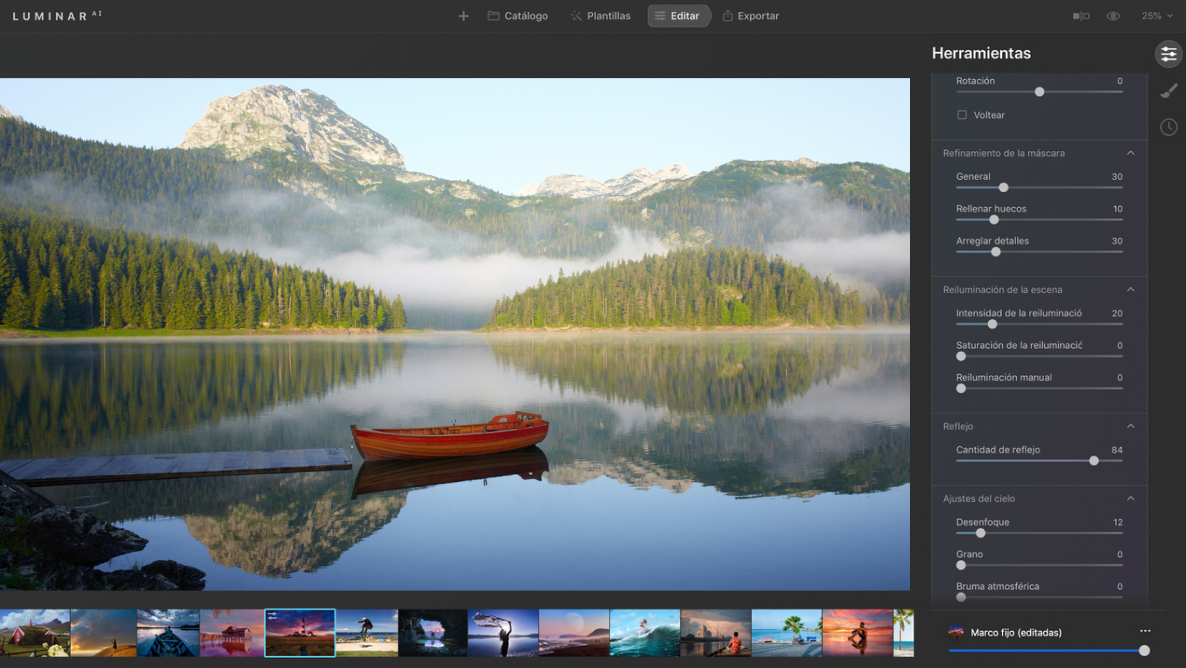 LUMINAR AI
Catálogo
Plantillas
Editar
Exportar
25%
Herramientas
Rotación 0
Voltear
Refinamiento de la máscara
General 30
Rellenar huecos 10
Arreglar detalles 30
Reiluminación de la escena
Intensidad de la reiluminació 20
Saturación de la reiluminació 0
Reiluminación manual 0
Reflejo
Cantidad de reflejo 84
Ajustes del cielo
Desenfoque 12
Grano 0
Bruma atmosférica 0
Marco fijo (editadas)